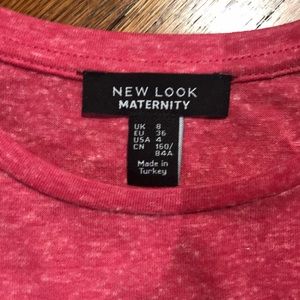 NEW LOOK
MATERNITY
UK 8
EU 36
USA 4
CN 160/
84A
Made in
Turkey